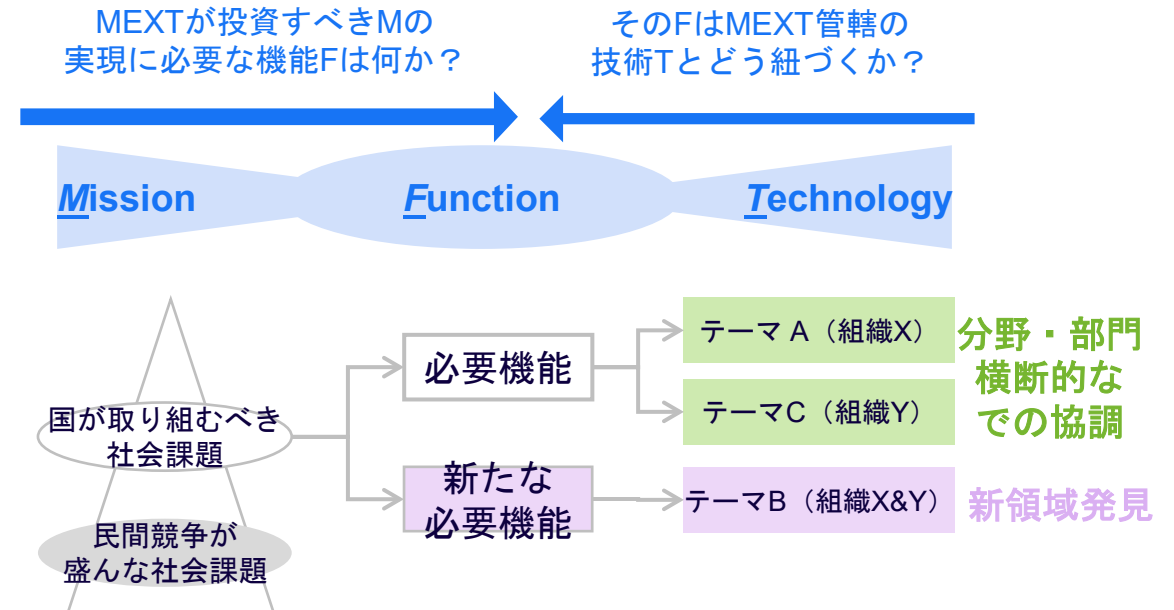 MEXTが投資すべきMの
実現に必要な機能Fは何か？
そのFはMEXT管轄の
技術Tとどう紐づくか？
Mission
Function
Technology
国が取り組むべき
社会課題
民間競争が
盛んな社会課題
必要機能
新たな
必要機能
テーマ A（組織X）
テーマC（組織Y）
テーマB（組織X&Y）
分野・部門
横断的な
での協調
新領域発見